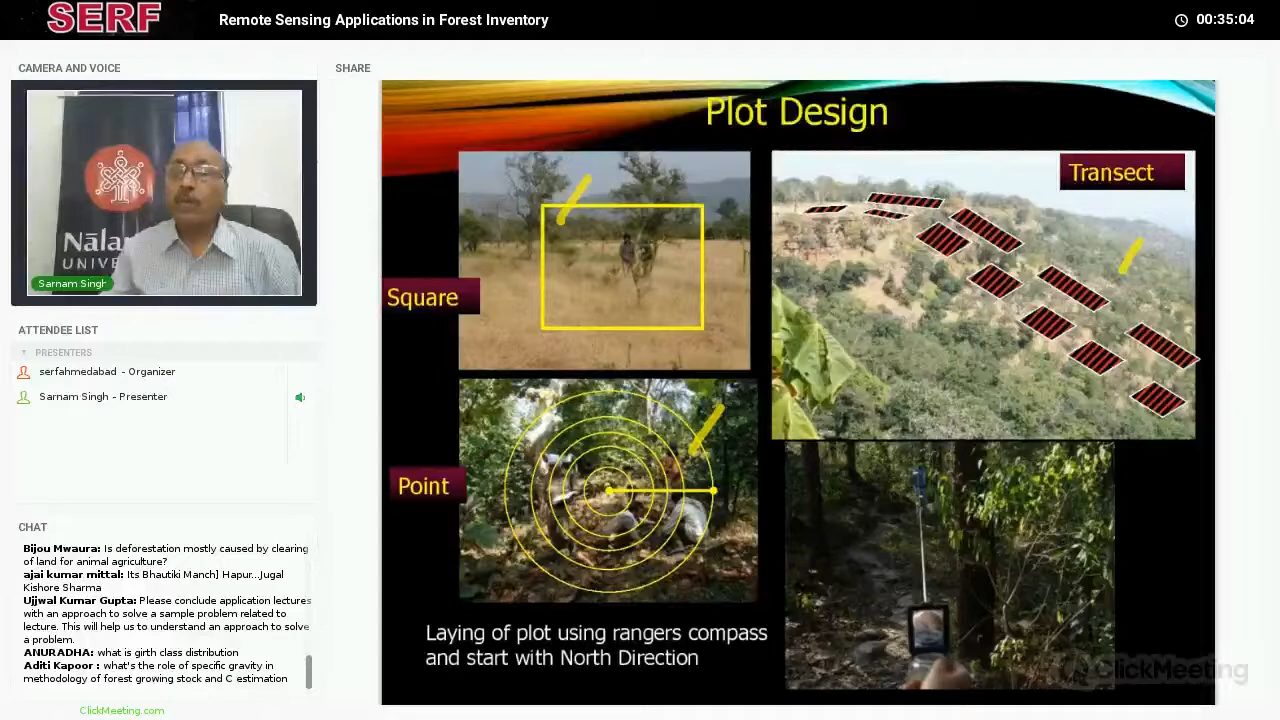 SERF
Remote Sensing Applications in Forest Inventory
00:35:04
CAMERA AND VOICE
SHARE
Nāla
UNIVE
Sarnam Singh
ATTENDEE LIST
PRESENTERS
serfahmedabad - Organizer
Sarnam Singh - Presenter
CHAT
Bijou Mwaura: Is deforestation mostly caused by clearing
of land for animal agriculture?
ajai kumar mittal: Its Bhautiki Manch] Hapur...Jugal
Kishore Sharma
Ujjwal Kumar Gupta: Please conclude application lectures
with an approach to solve a sample problem related to
lecture. This will help us to understand an approach to solve
a problem.
ANURADHA: what is girth class distribution
Aditi Kapoor : what's the role of specific gravity in
methodology of forest growing stock and C estimation
ClickMeeting.com
Plot Design
Square
Transect
Point
Laying of plot using rangers compass
and start with North Direction
ClickMeeting